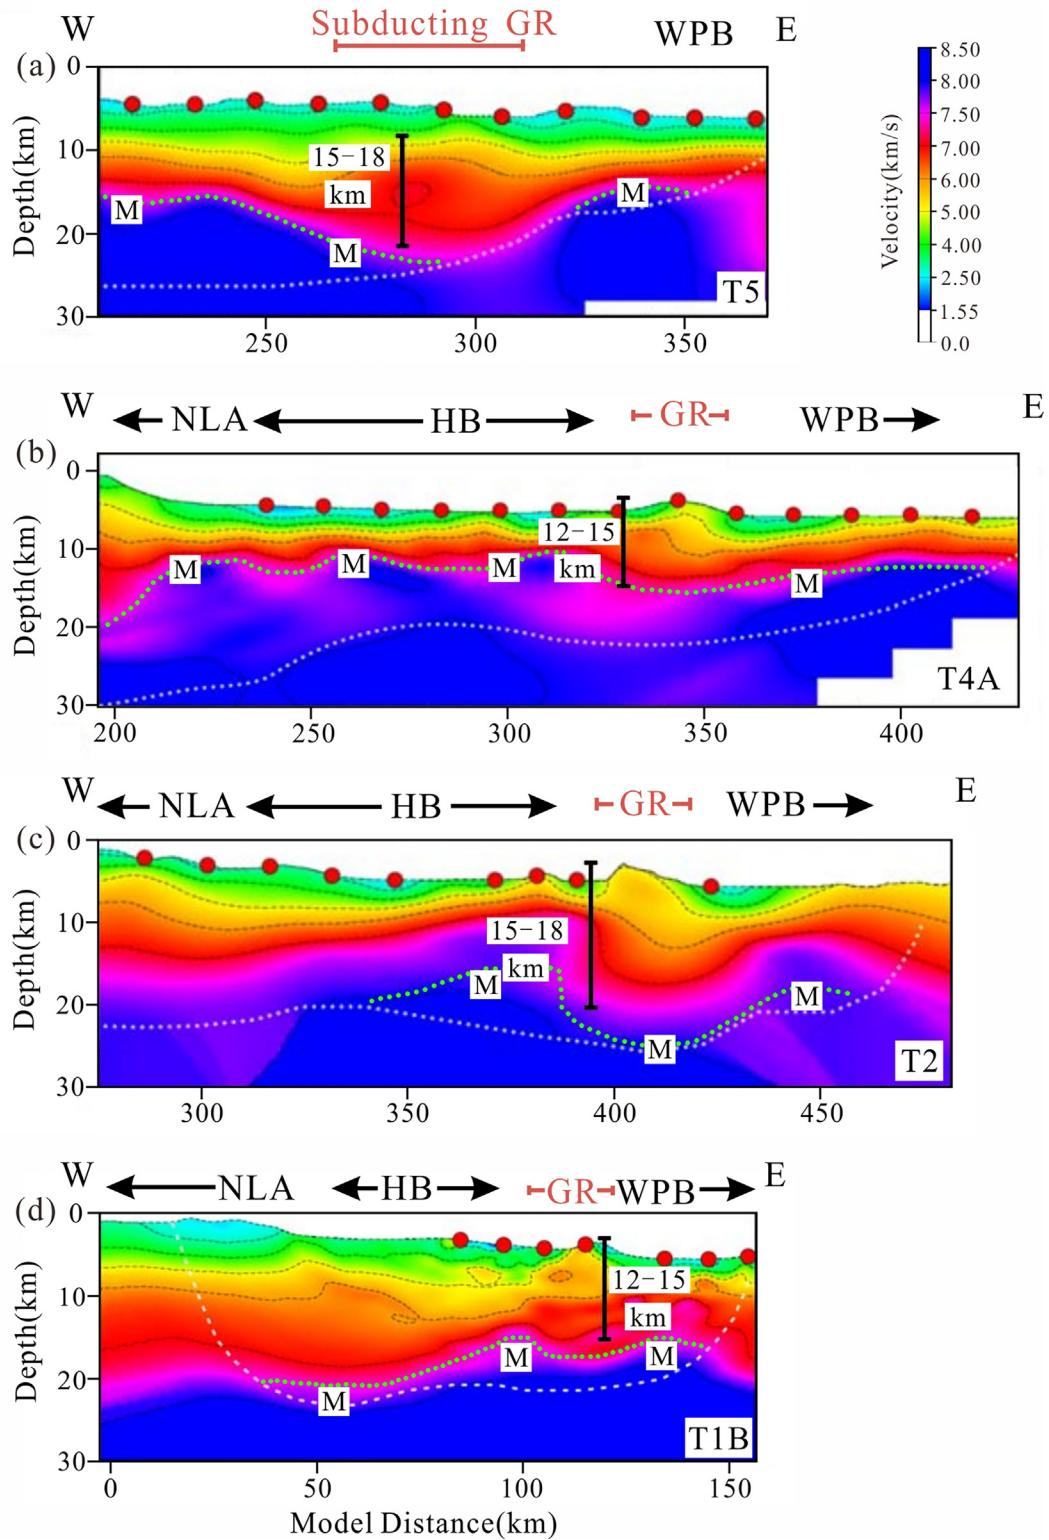 W Subducting GR WPB E
(a)
0
10
20
30
Depth(km)
15-18
km
M
M
M
T5
250 300 350
Velocity(km/s)
8.50
8.00
7.50
7.00
6.00
5.00
4.00
2.50
1.55
0.0
W NLA HB GR WPB E
(b)
0
10
20
30
Depth(km)
12-15
km
M
M
M
M
T4A
200 250 300 350 400
W NLA HB GR WPB E
(c)
0
10
20
30
Depth(km)
15-18
km
M
M
M
T2
300 350 400 450
W NLA HB GR WPB E
(d)
0
10
20
30
Depth(km)
12-15
km
M
M
M
T1B
0 50 100 150
Model Distance(km)